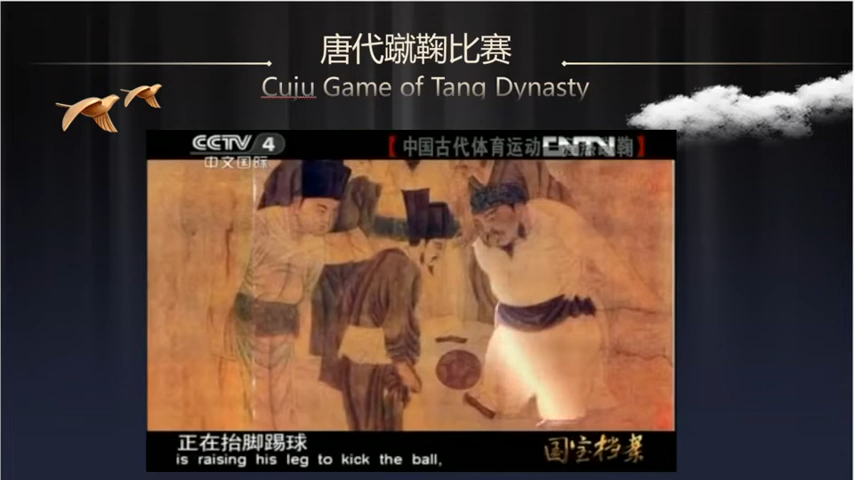 唐代蹴鞠比赛
Cuju Game of Tang Dynasty
CCTV 4
中文国际
【中国古代体育运动
CNTV
鞠】
正在抬脚踢球
is raising his leg to kick the ball,
国宝档案